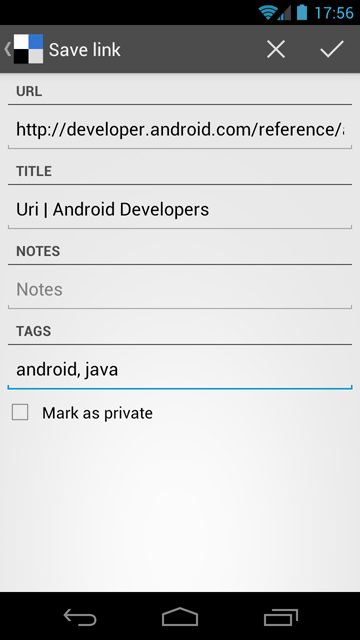 17:56
Save link
URL
http://developer.android.com/reference/a
TITLE
Uri | Android Developers
NOTES
Notes
TAGS
android, java
Mark as private